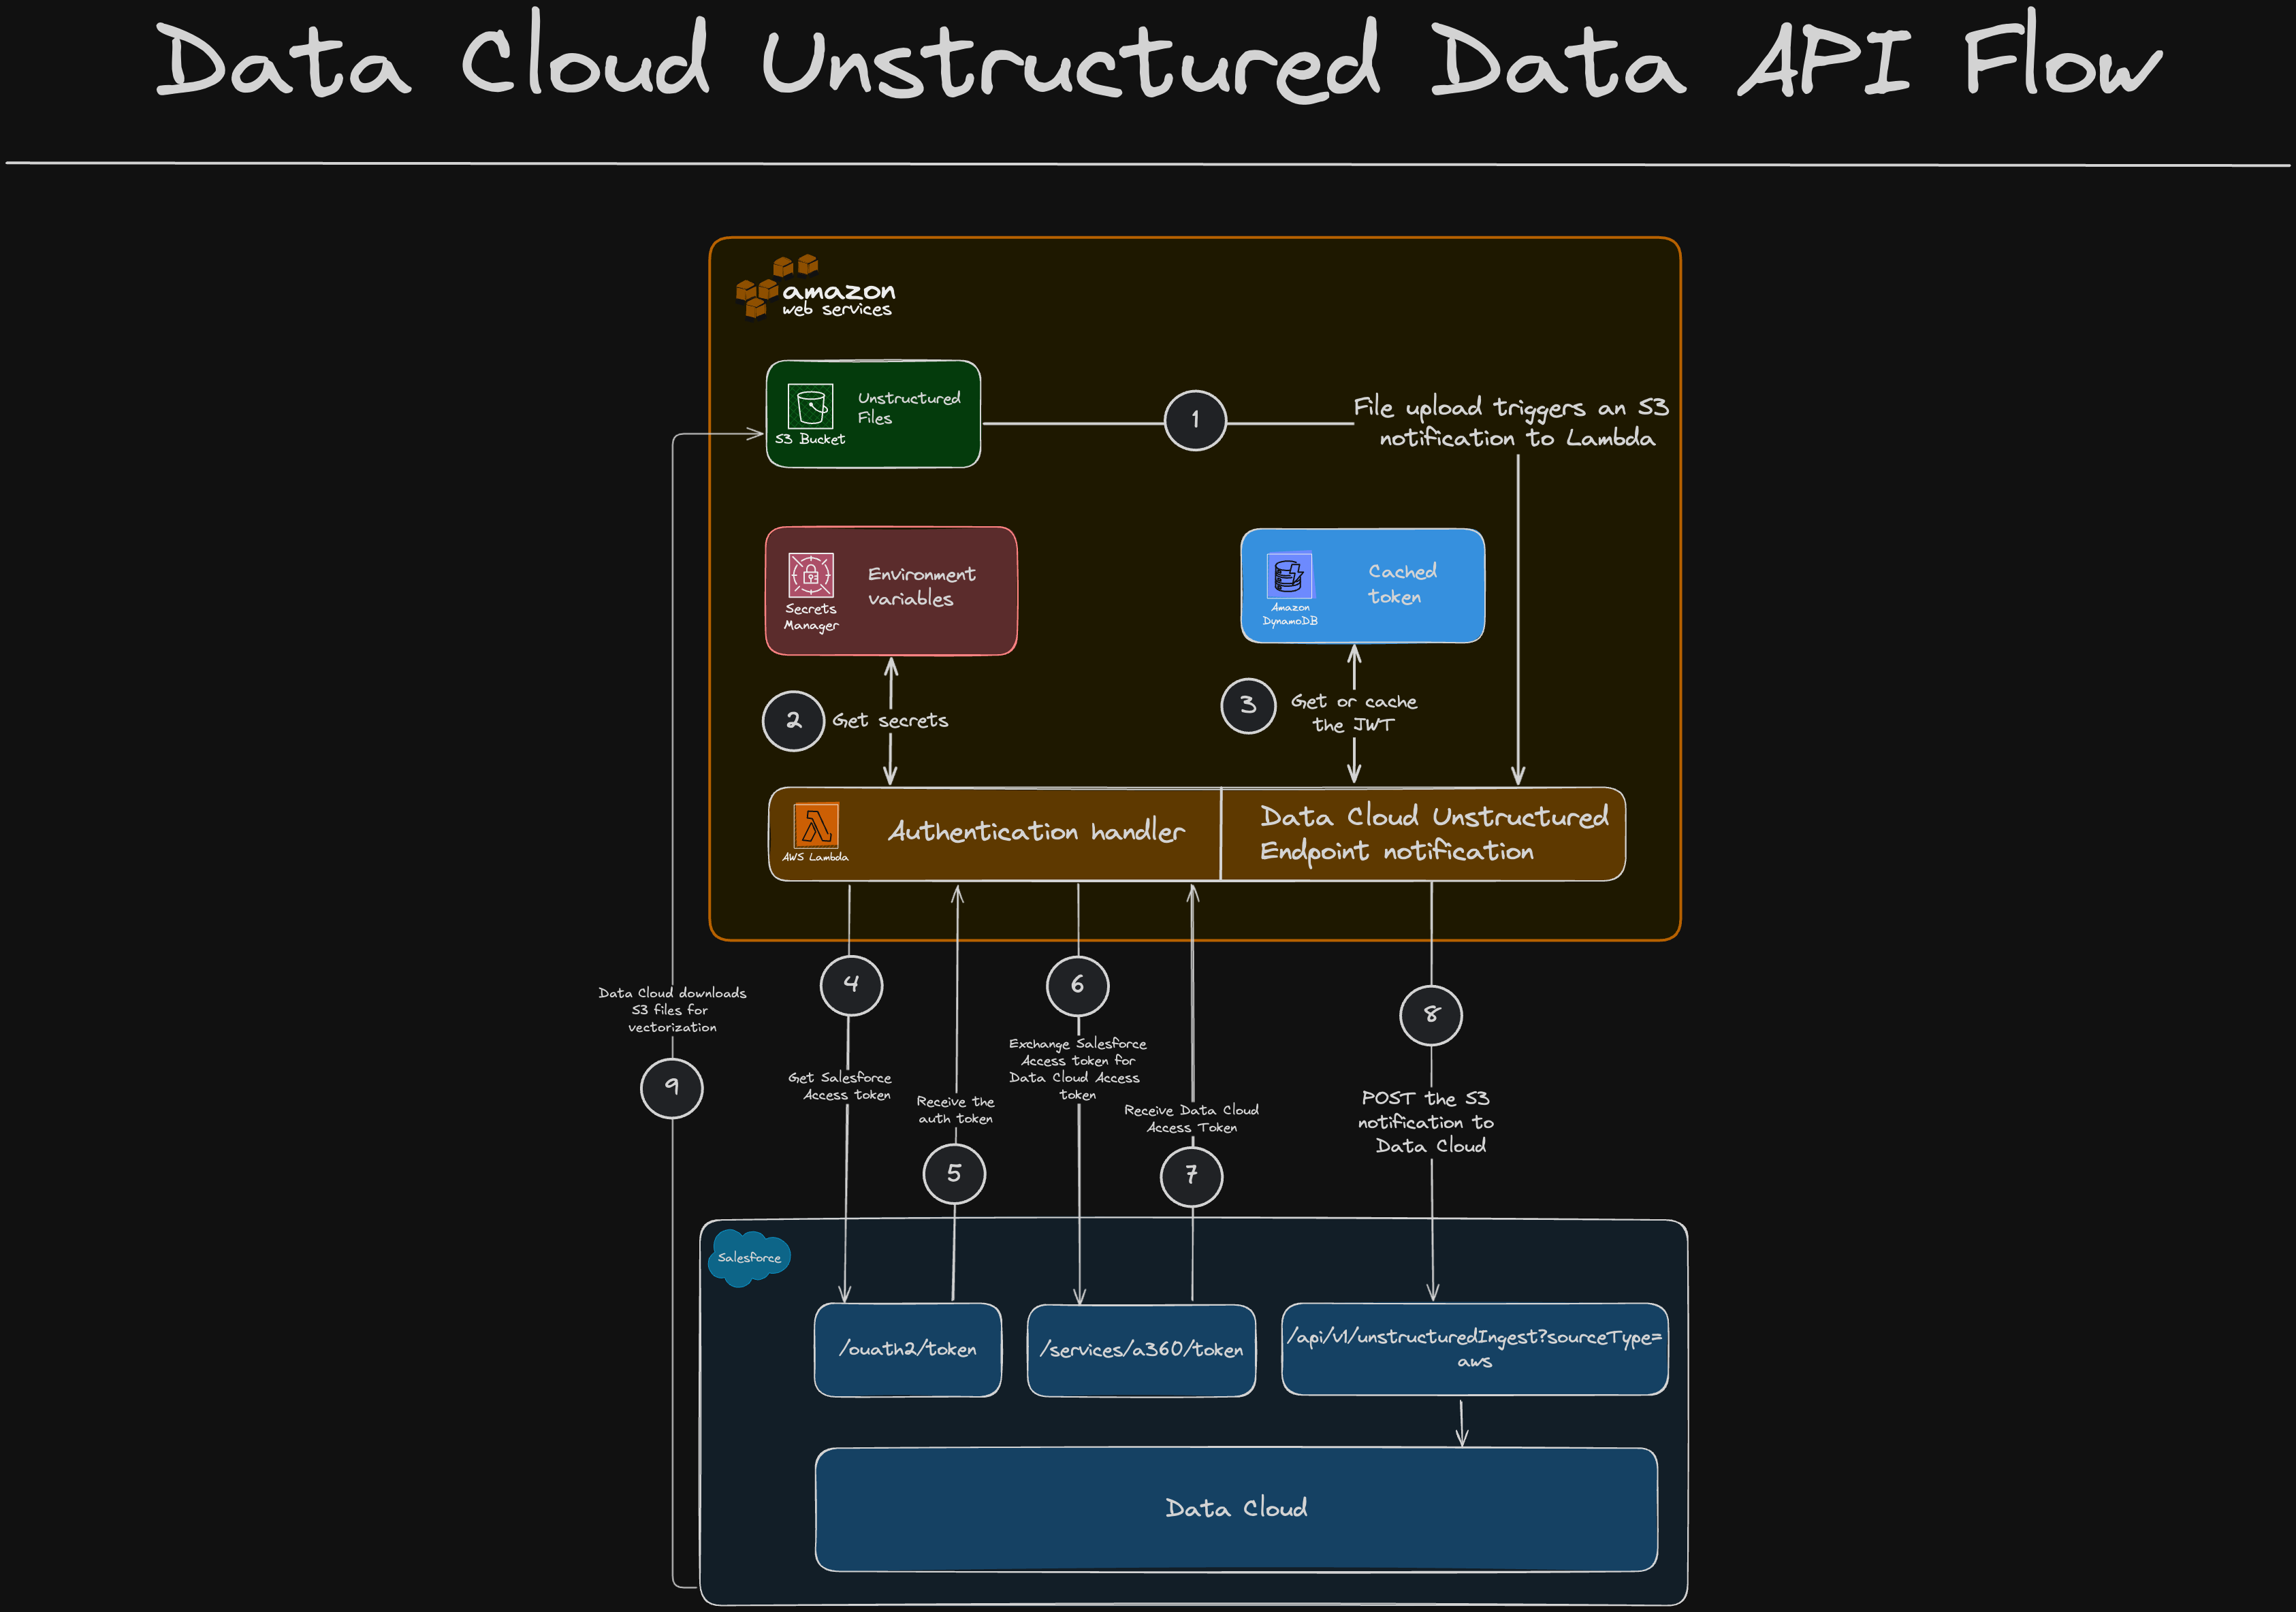 Data Cloud Unstructured Data API Flow
amazon
web services
Unstructured
Files
S3 Bucket
1
File upload triggers an S3
notification to Lambda
Environment
variables
Secrets
Manager
Cached
token
Amazon
DynamoDB
2
Get secrets
3
Get or cache
the JWT
AWS Lambda
Authentication handler
Data Cloud Unstructured
Endpoint notification
4
Get Salesforce
Access token
5
Receive the
auth token
6
Exchange Salesforce
Access token for
Data Cloud Access
token
7
Receive Data Cloud
Access Token
8
POST the S3
notification to
Data Cloud
Data Cloud downloads
S3 files for
vectorization
9
Salesforce
/ouath2/token
/services/a360/token
/api/v1/unstructuredIngest?sourceType=
aws
Data Cloud